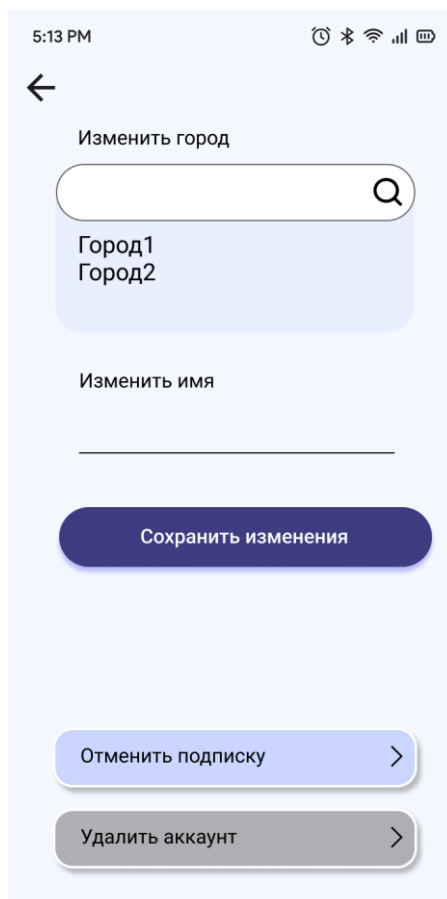 5:13 PM
Изменить город
Город1
Город2
Изменить имя
Сохранить изменения
Отменить подписку
Удалить аккаунт